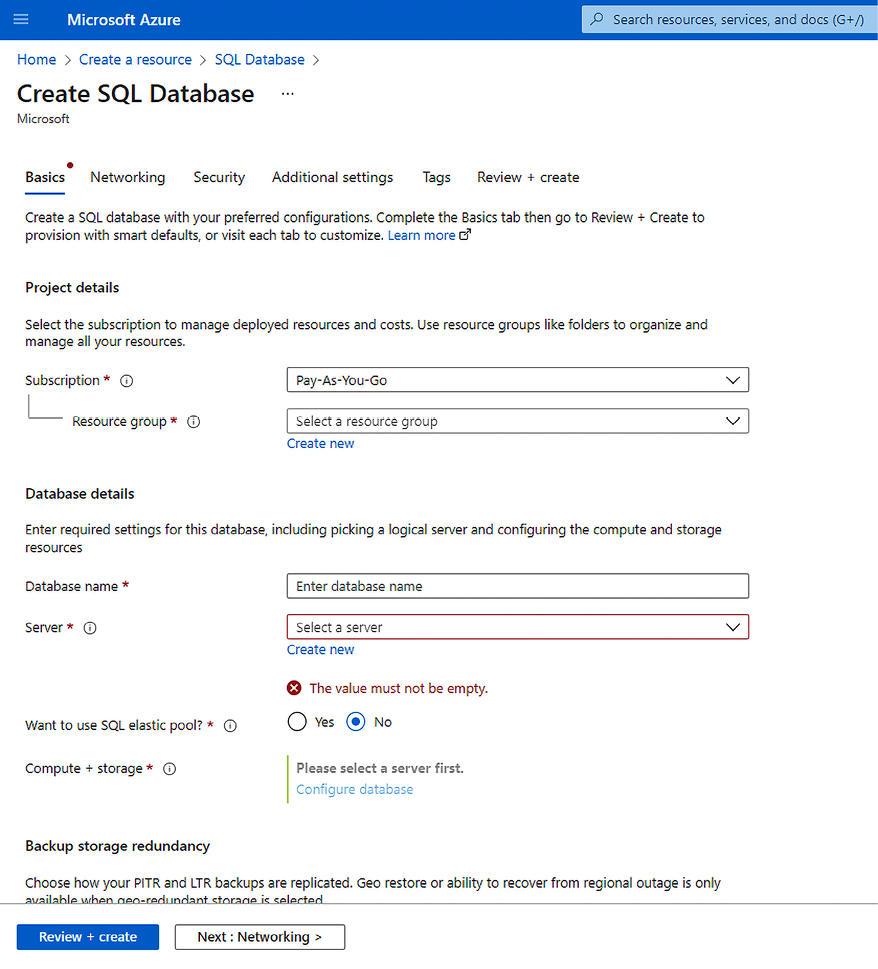 Microsoft Azure
Search resources, services, and docs (G+/)
Home > Create a resource > SQL Database >
Create SQL Database ...
Microsoft
Basics Networking Security Additional settings Tags Review + create
Create a SQL database with your preferred configurations. Complete the Basics tab then go to Review + Create to
provision with smart defaults, or visit each tab to customize. Learn more
Project details
Select the subscription to manage deployed resources and costs. Use resource groups like folders to organize and
manage all your resources.
Subscription * Pay-As-You-Go
Resource group * Select a resource group
Create new
Database details
Enter required settings for this database, including picking a logical server and configuring the compute and storage
resources
Database name * Enter database name
Server * Select a server
Create new
The value must not be empty.
Want to use SQL elastic pool? * Yes No
Compute + storage * Please select a server first.
Configure database
Backup storage redundancy
Choose how your PITR and LTR backups are replicated. Geo restore or ability to recover from regional outage is only
available when geo-redundant storage is selected
Review + create Next : Networking >